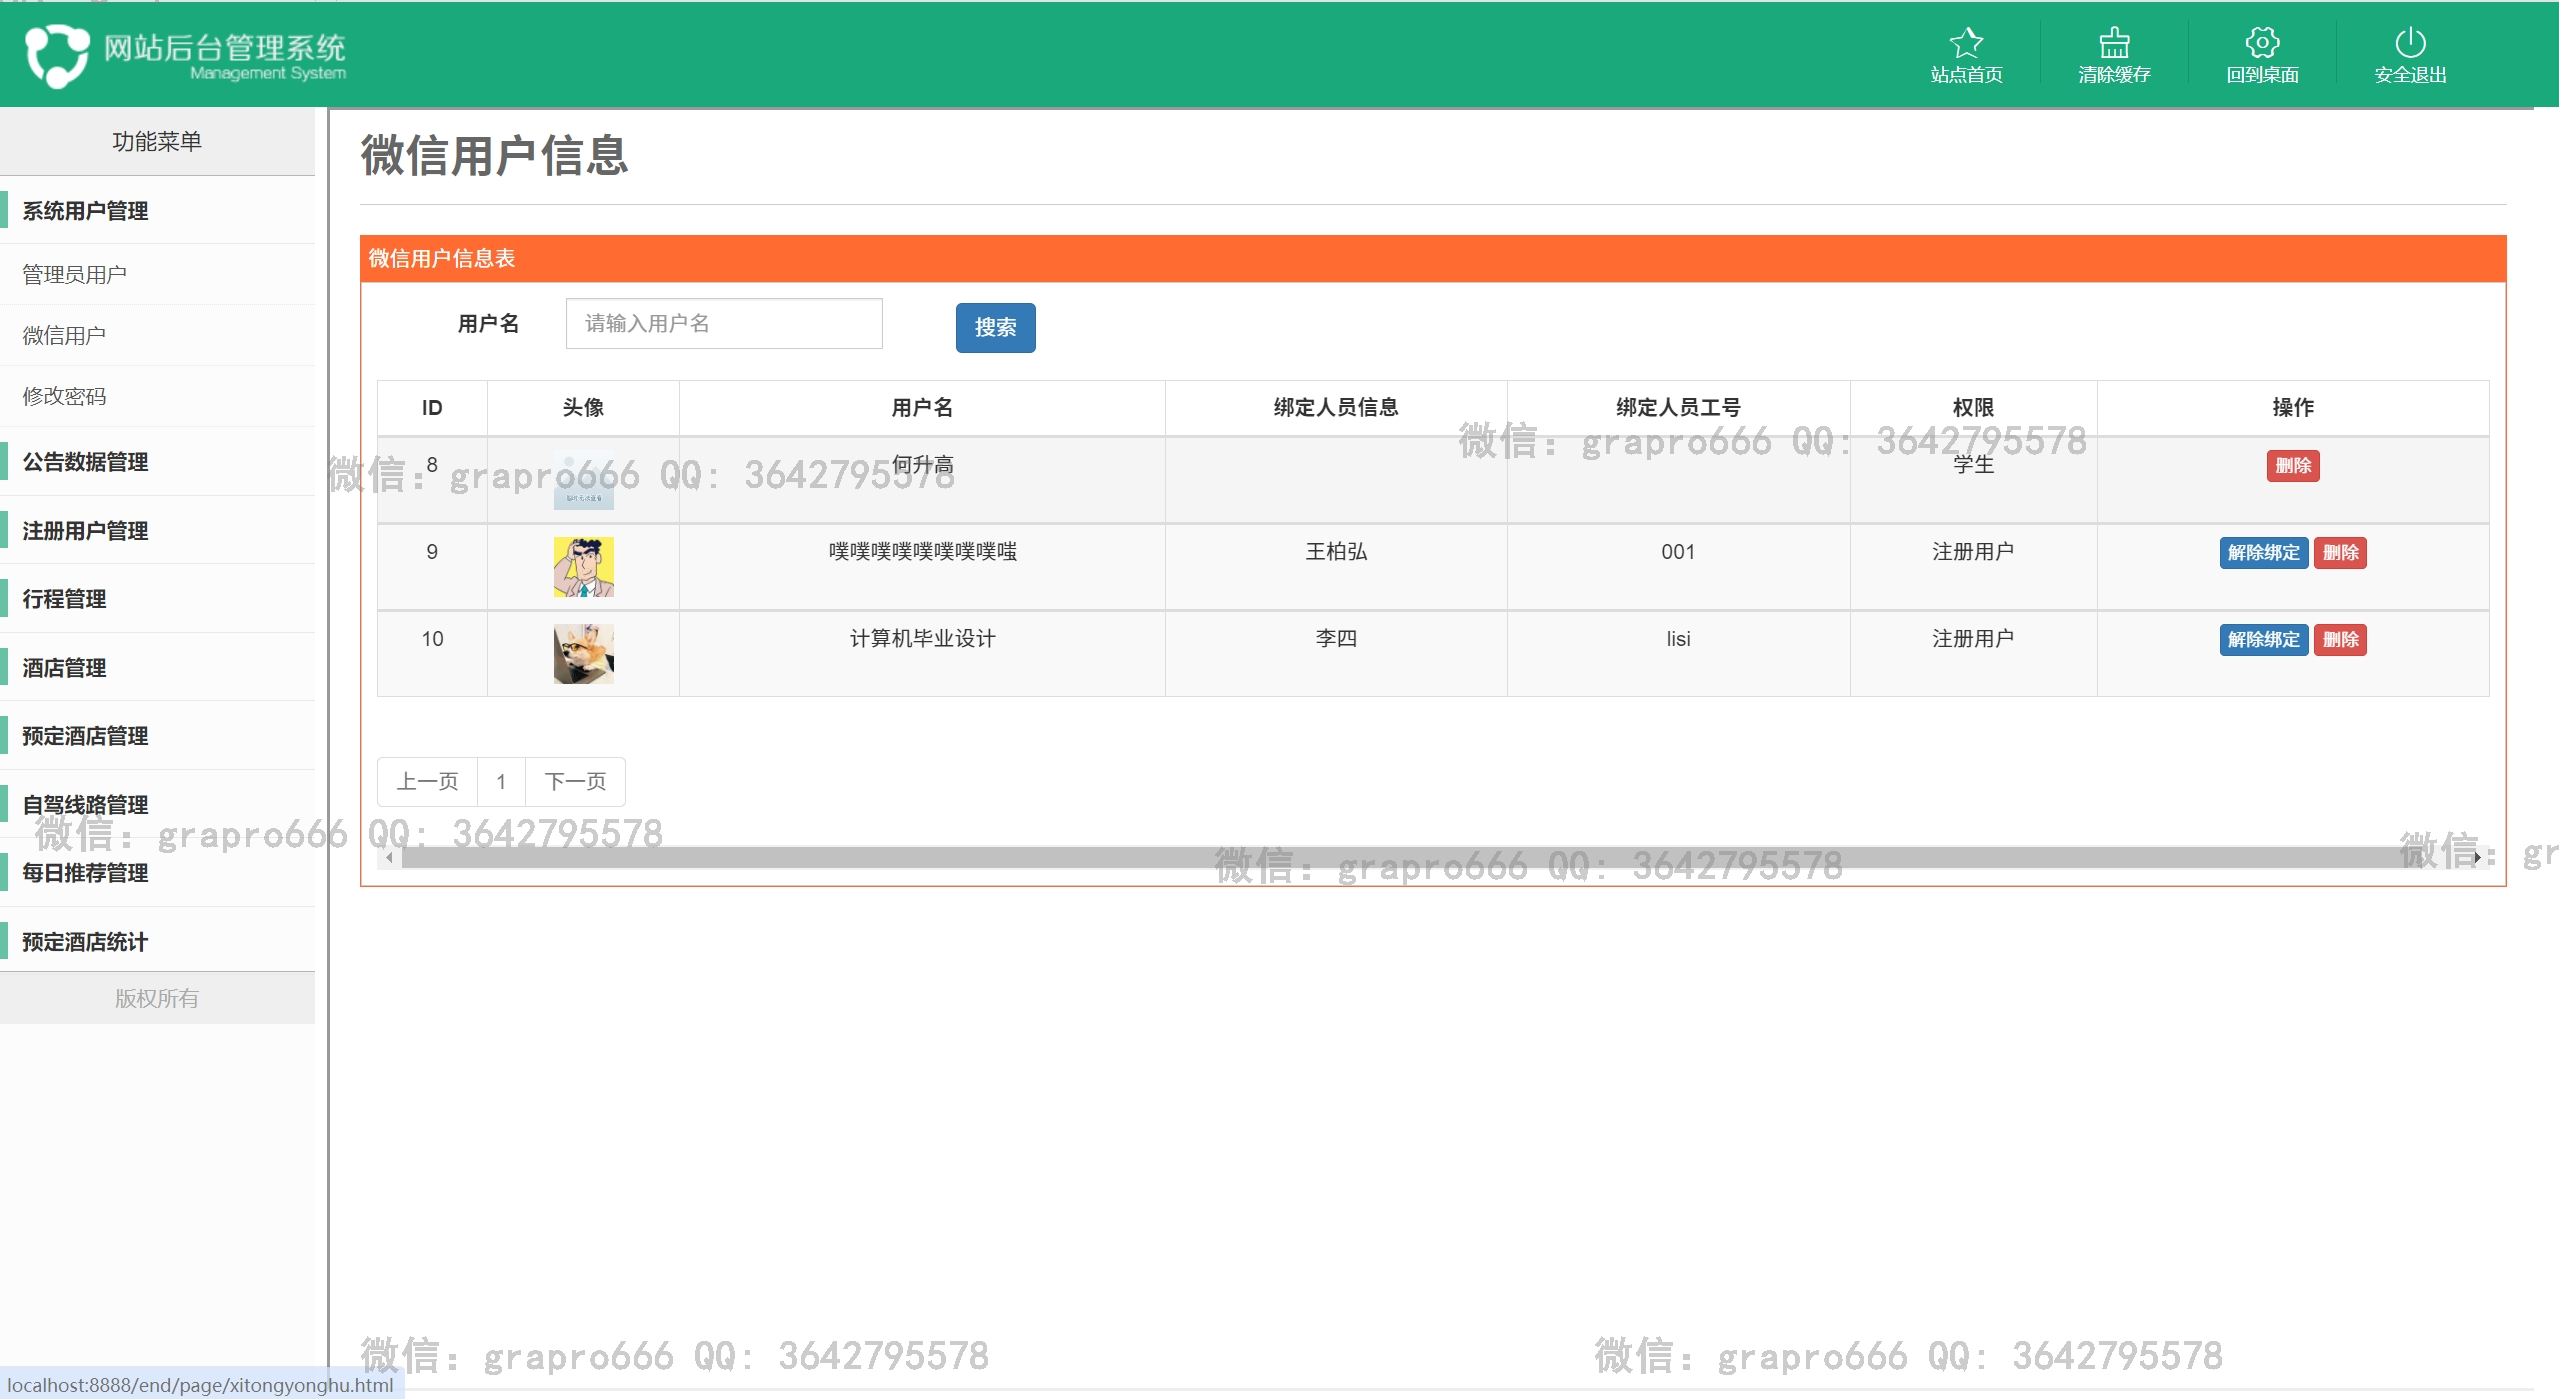 网站后台管理系统
Management System
站点首页
清除缓存
回到桌面
安全退出
功能菜单
系统用户管理
管理员用户
微信用户
修改密码
公告数据管理
注册用户管理
行程管理
酒店管理
预定酒店管理
自驾线路管理
每日推荐管理
预定酒店统计
版权所有
微信用户信息
微信用户信息表
用户名 请输入用户名 搜索
ID 头像 用户名 绑定人员信息 绑定人员工号 权限 操作
8 何升高 学生 删除
9 噗噗噗噗噗噗噗噗嗤 王柏弘 001 注册用户 解除绑定 删除
10 计算机毕业设计 李四 lisi 注册用户 解除绑定 删除
上一页 1 下一页
微信: grapro666 QQ: 3642795578
微信: grapro666 QQ: 3642795578
微信: grapro666 QQ: 3642795578
微信: grapro666 QQ: 3642795578
微信: gr
微信: grapro666 QQ: 3642795578
微信: grapro666 QQ: 3642795578
localhost:8888/end/page/xitongyonghu.html